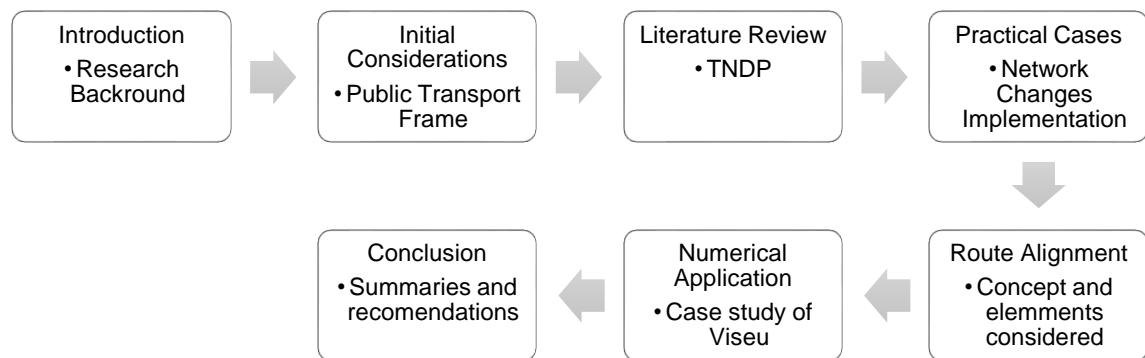 Introduction
• Research
Backround
Initial
Considerations
• Public Transport
Frame
Literature Review
• TNDP
Practical Cases
• Network
Changes
Implementation
Route Alignment
• Concept and
elemments
considered
Numerical
Application
• Case study of
Viseu
Conclusion
• Summaries and
recomendations